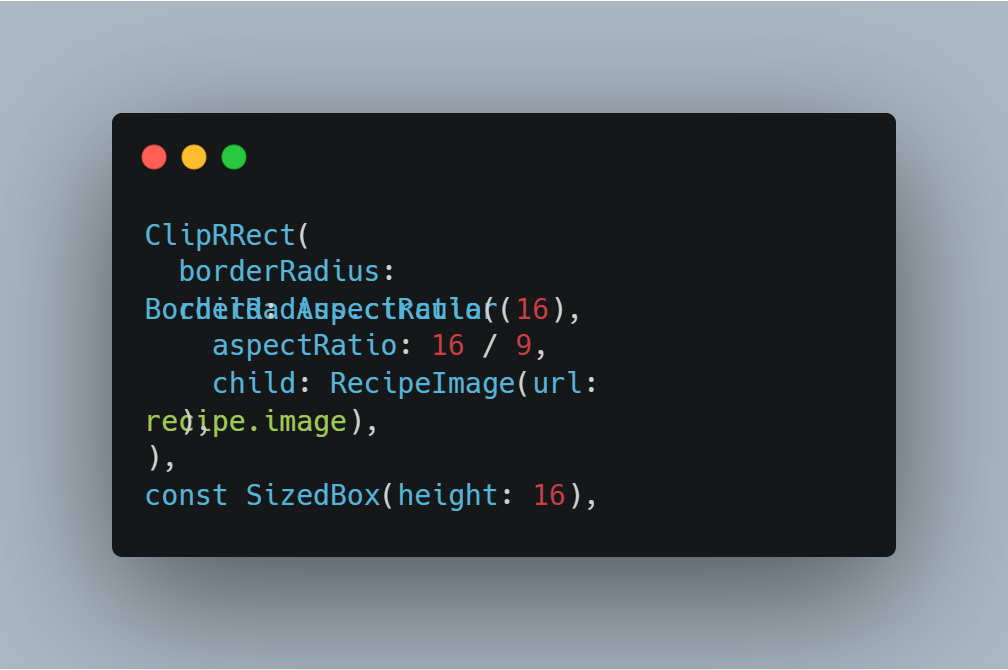 ClipRRect(
borderRadius:
BorderRadius.circular(16),
child: AspectRatio(
aspectRatio: 16 / 9,
child: RecipeImage(url:
recipe.image),
),
),
const SizedBox(height: 16),